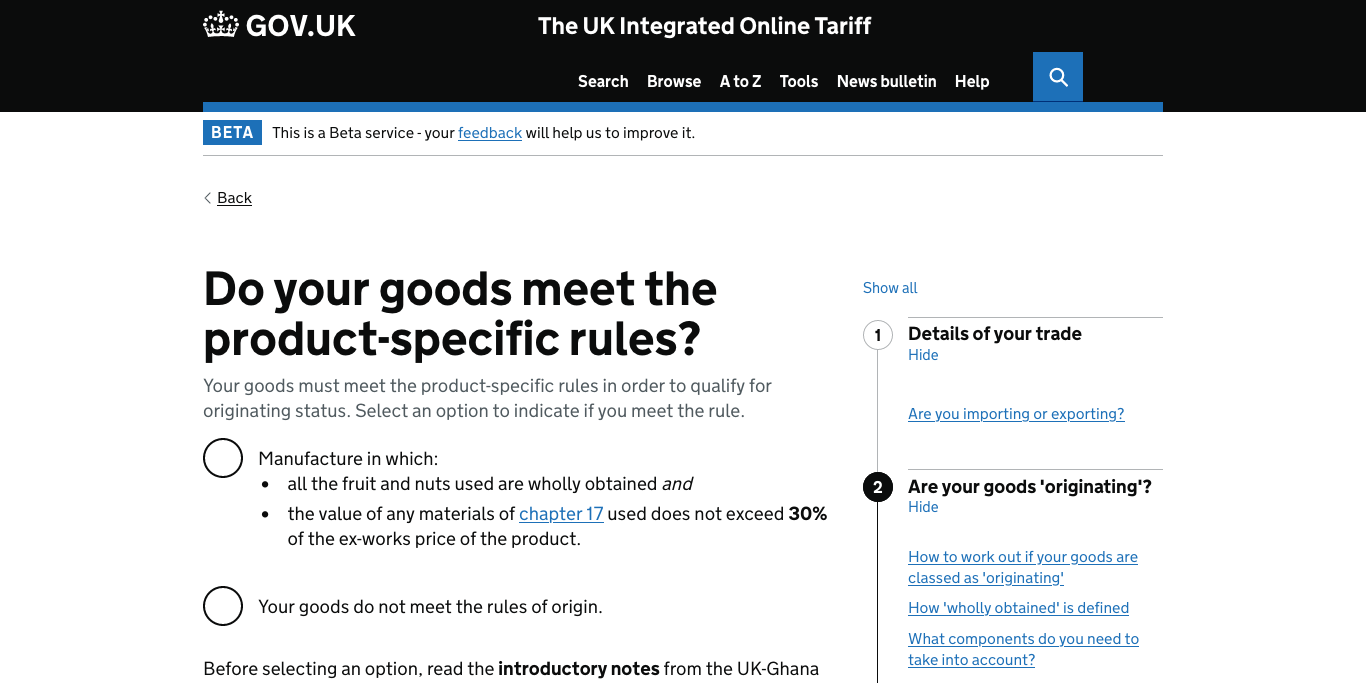 GOV.UK
The UK Integrated Online Tariff
Search Browse A to Z Tools News bulletin Help
BETA This is a Beta service - your feedback will help us to improve it.
Back
Do your goods meet the
product-specific rules?
Your goods must meet the product-specific rules in order to qualify for
originating status. Select an option to indicate if you meet the rule.
Manufacture in which:
• all the fruit and nuts used are wholly obtained and
• the value of any materials of chapter 17 used does not exceed 30%
of the ex-works price of the product.
Your goods do not meet the rules of origin.
Before selecting an option, read the introductory notes from the UK-Ghana
Show all
1 Details of your trade
Hide
Are you importing or exporting?
2 Are your goods 'originating'?
Hide
How to work out if your goods are
classed as 'originating'
How 'wholly obtained' is defined
What components do you need to
take into account?